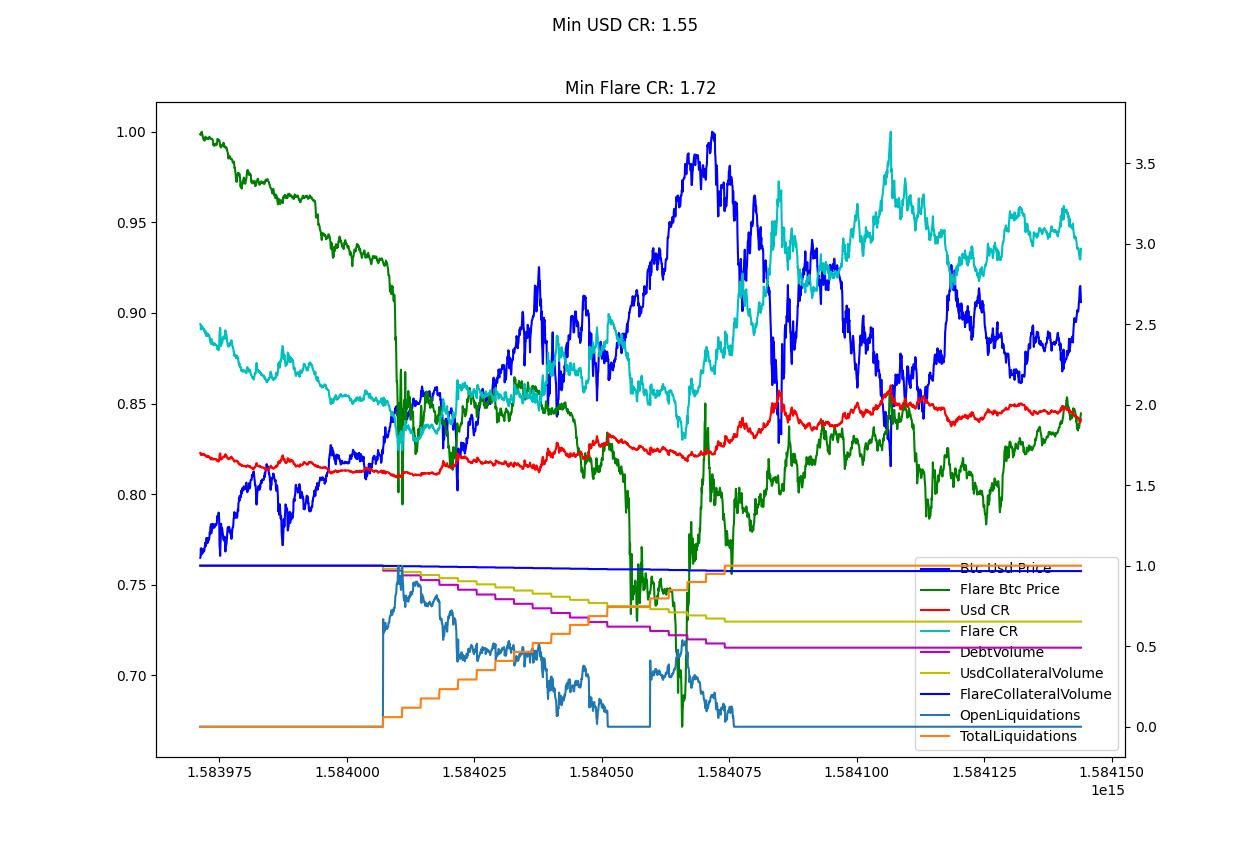 Min USD CR: 1.55
Min Flare CR: 1.72
1.00
0.95
0.90
0.85
0.80
0.75
0.70
3.5
3.0
2.5
2.0
1.5
1.0
0.5
0.0
Btc Usd Price
Flare Btc Price
Usd CR
Flare CR
DebtVolume
UsdCollateralVolume
FlareCollateralVolume
OpenLiquidations
TotalLiquidations
1.583975 1.584000 1.584025 1.584050 1.584075 1.584100 1.584125 1.584150
1e15